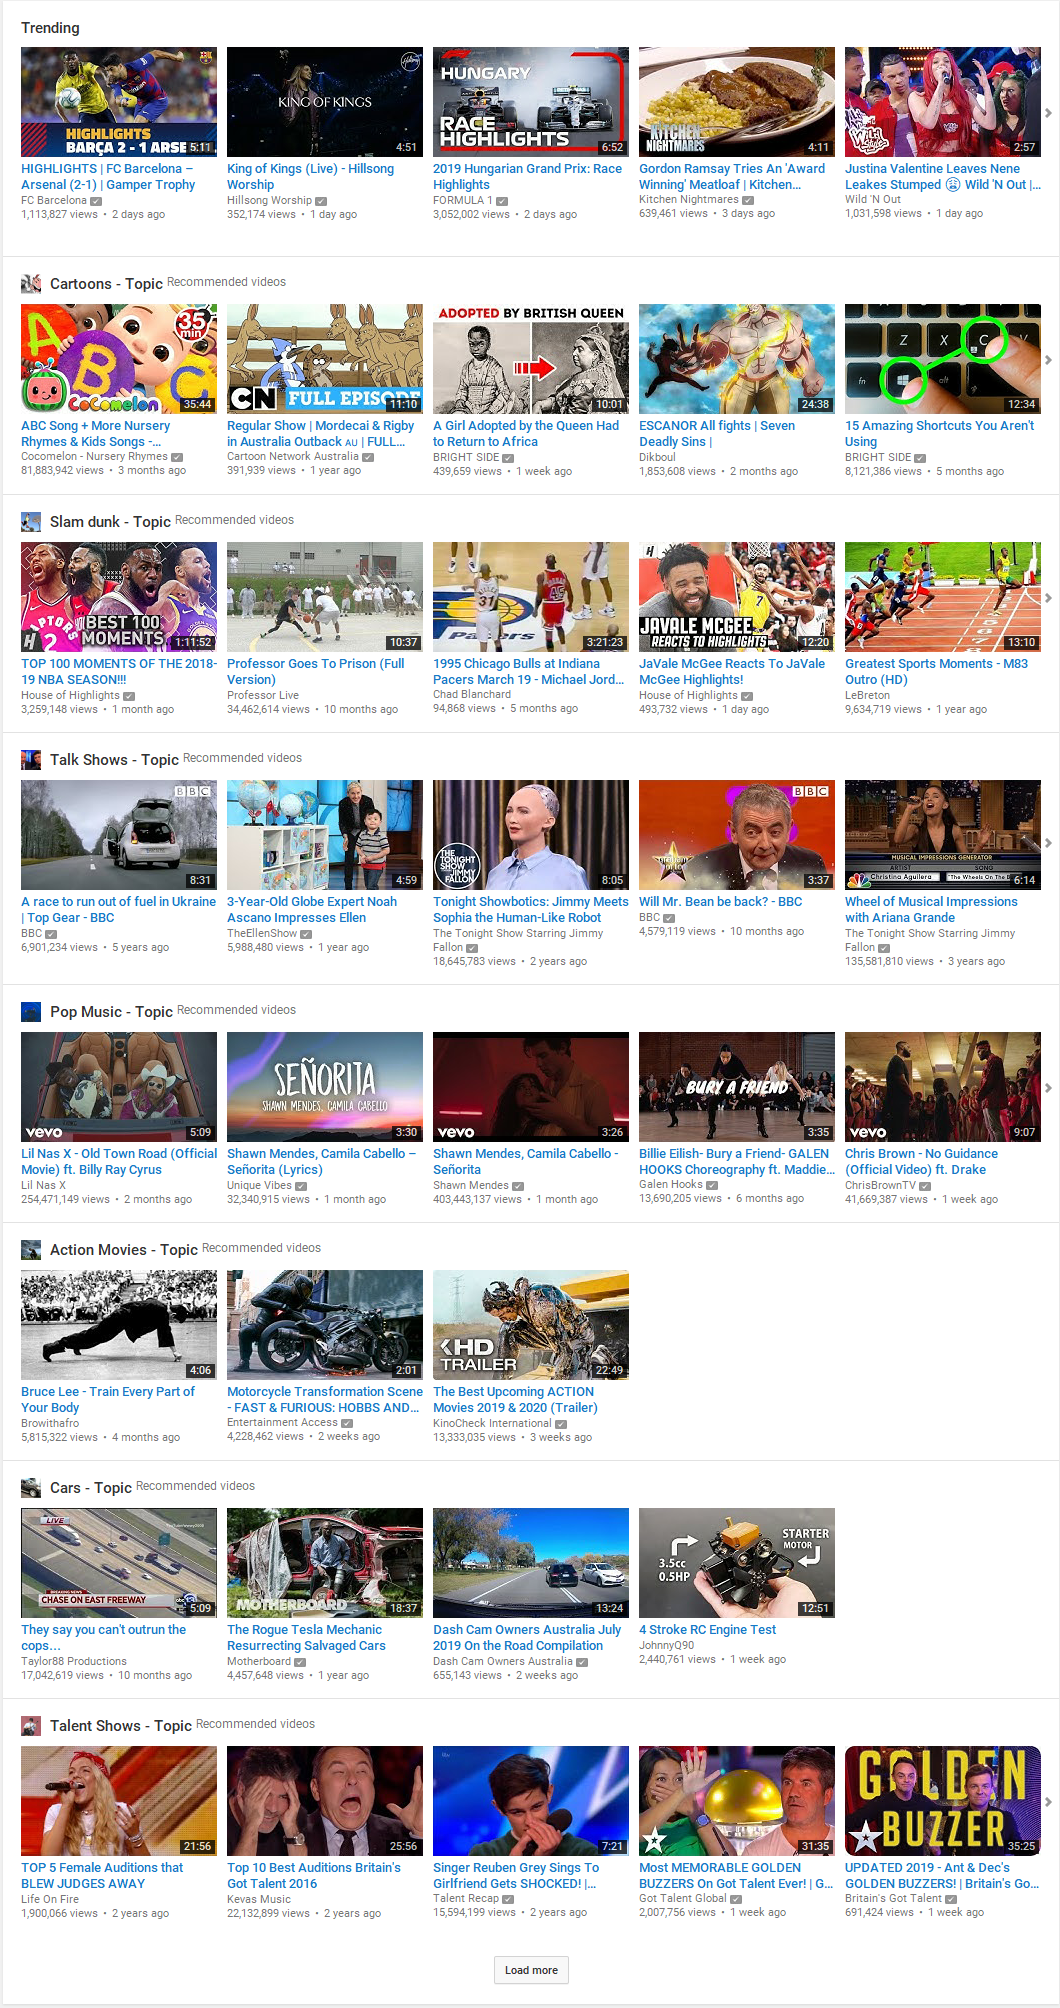 Trending
HIGHLIGHTS
BARÇA 2 - 1 ARSE
5:11
HIGHLIGHTS | FC Barcelona –
Arsenal (2-1) | Gamper Trophy
FC Barcelona
1,113,827 views • 2 days ago
KING OF KINGS
4:51
King of Kings (Live) - Hillsong
Worship
Hillsong Worship
352,174 views • 1 day ago
HUNGARY
RACE
HIGHLIGHTS
6:52
2019 Hungarian Grand Prix: Race
Highlights
FORMULA 1
3,052,002 views • 2 days ago
KITCHEN
NIGHTMARES
4:11
Gordon Ramsay Tries An 'Award
Winning' Meatloaf | Kitchen...
Kitchen Nightmares
639,461 views • 3 days ago
2:57
Justina Valentine Leaves Nene
Leakes Stumped 😩 Wild 'N Out |...
Wild 'N Out
1,031,598 views • 1 day ago
Cartoons - Topic Recommended videos
A
B
C
35
min
CoComelon
35:44
ABC Song + More Nursery
Rhymes & Kids Songs -...
Cocomelon - Nursery Rhymes
81,883,942 views • 3 months ago
CN FULL EPISODE
11:10
Regular Show | Mordecai & Rigby
in Australia Outback AU | FULL...
Cartoon Network Australia
391,939 views • 1 year ago
ADOPTED BY BRITISH QUEEN
10:01
A Girl Adopted by the Queen Had
to Return to Africa
BRIGHT SIDE
439,659 views • 1 week ago
24:38
ESCANOR All fights | Seven
Deadly Sins |
Dikboul
1,853,608 views • 2 months ago
Z X C V
fn alt
12:34
15 Amazing Shortcuts You Aren't
Using
BRIGHT SIDE
8,121,386 views • 5 months ago
Slam dunk - Topic Recommended videos
BEST 100
MOMENTS
1:11:52
TOP 100 MOMENTS OF THE 2018-
19 NBA SEASON!!!
House of Highlights
3,259,148 views • 1 month ago
10:37
Professor Goes To Prison (Full
Version)
Professor Live
34,462,614 views • 10 months ago
31
45
Pacers
3:21:23
1995 Chicago Bulls at Indiana
Pacers March 19 - Michael Jord...
Chad Blanchard
94,868 views • 5 months ago
JAVALE MCGEE
REACTS TO HIGHLIGHTS
12:20
JaVale McGee Reacts To JaVale
McGee Highlights!
House of Highlights
493,732 views • 1 day ago
5
6
7
13:10
Greatest Sports Moments - M83
Outro (HD)
LeBreton
9,634,719 views • 1 year ago
Talk Shows - Topic Recommended videos
BBC
8:31
A race to run out of fuel in Ukraine
| Top Gear - BBC
BBC
6,901,234 views • 5 years ago
4:59
3-Year-Old Globe Expert Noah
Ascano Impresses Ellen
TheEllenShow
5,988,480 views • 1 year ago
THE
TONIGHT
SHOW
JIMMY
FALLON
8:05
Tonight Showbotics: Jimmy Meets
Sophia the Human-Like Robot
The Tonight Show Starring Jimmy
Fallon
18,645,783 views • 2 years ago
BBC
3:37
Will Mr. Bean be back? - BBC
BBC
4,579,119 views • 10 months ago
MUSICAL IMPRESSIONS GENERATOR
ARTIST SONG
Christina Aguilera "The Wheels On The B
6:14
Wheel of Musical Impressions
with Ariana Grande
The Tonight Show Starring Jimmy
Fallon
135,581,810 views • 3 years ago
Pop Music - Topic Recommended videos
vevo
5:09
Lil Nas X - Old Town Road (Official
Movie) ft. Billy Ray Cyrus
Lil Nas X
254,471,149 views • 2 months ago
SEÑORITA
SHAWN MENDES, CAMILA CABELLO
3:30
Shawn Mendes, Camila Cabello –
Señorita (Lyrics)
Unique Vibes
32,340,915 views • 1 month ago
vevo
3:26
Shawn Mendes, Camila Cabello -
Señorita
Shawn Mendes
403,443,137 views • 1 month ago
BURY A FRIEND
3:35
Billie Eilish- Bury a Friend- GALEN
HOOKS Choreography ft. Maddie...
Galen Hooks
13,690,205 views • 6 months ago
vevo
9:07
Chris Brown - No Guidance
(Official Video) ft. Drake
ChrisBrownTV
41,669,387 views • 1 week ago
Action Movies - Topic Recommended videos
4:06
Bruce Lee - Train Every Part of
Your Body
Browithafro
5,815,322 views • 4 months ago
2:01
Motorcycle Transformation Scene
- FAST & FURIOUS: HOBBS AND...
Entertainment Access
4,228,462 views • 2 weeks ago
HD
TRAILER
22:49
The Best Upcoming ACTION
Movies 2019 & 2020 (Trailer)
KinoCheck International
13,333,035 views • 3 weeks ago
Cars - Topic Recommended videos
LIVE
BREAKING NEWS
CHASE ON EAST FREEWAY
5:09
They say you can't outrun the
cops...
Taylor88 Productions
17,042,619 views • 10 months ago
MOTHERBOARD
18:37
The Rogue Tesla Mechanic
Resurrecting Salvaged Cars
Motherboard
4,457,648 views • 1 year ago
13:24
Dash Cam Owners Australia July
2019 On the Road Compilation
Dash Cam Owners Australia
655,143 views • 2 weeks ago
STARTER
MOTOR
3.5cc
0.5HP
12:51
4 Stroke RC Engine Test
JohnnyQ90
2,440,761 views • 1 week ago
Talent Shows - Topic Recommended videos
21:56
TOP 5 Female Auditions that
BLEW JUDGES AWAY
Life On Fire
1,900,066 views • 2 years ago
25:56
Top 10 Best Auditions Britain's
Got Talent 2016
Kevas Music
22,132,899 views • 2 years ago
7:21
Singer Reuben Grey Sings To
Girlfriend Gets SHOCKED! |...
Talent Recap
15,594,199 views • 2 years ago
31:35
Most MEMORABLE GOLDEN
BUZZERS On Got Talent Ever! | G...
Got Talent Global
2,007,756 views • 1 week ago
GOLDEN
BUZZER
35:25
UPDATED 2019 - Ant & Dec's
GOLDEN BUZZERS! | Britain's Go...
Britain's Got Talent
691,424 views • 1 week ago
Load more